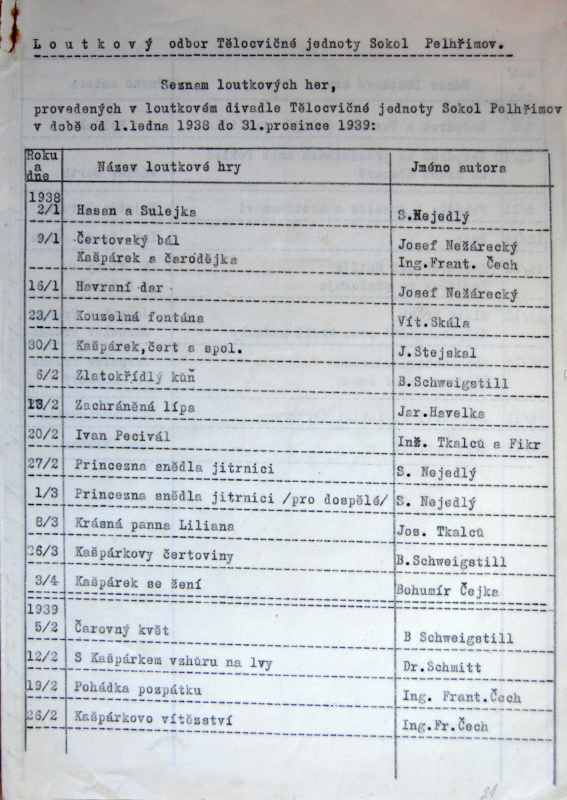 Loutkový odbor Tělocvičné jednoty Sokol Pelhřimov.
Seznam loutkových her,
provedených v loutkovém divadle Tělocvičné jednoty Sokol Pelhřimov
v době od 1.ledna 1938 do 31.prosince 1939:
Roku a dne Název loutkové hry Jméno autora
1938
2/1 Hasan a Sulejka S.Nejedlý
9/1 Čertovský bál Josef Nežárecký
Kašpárek a čarodějka Ing.Frant. Čech
16/1 Havraní dar Josef Nežárecký
23/1 Kouzelná fontána Vít.Skála
30/1 Kašpárek,čert a spol. J.Stejskal
6/2 Zlatokřídlý kůň B.Schweigstill
13/2 Zachráněná lípa Jar.Havelka
20/2 Ivan Pecivál Inž. Tkalců a Fikr
27/2 Princezna snědla jitrnici S. Nejedlý
1/3 Princezna snědla jitrnici /pro dospělé/ S. Nejedlý
8/3 Krásná panna Liliana Jos. Tkalců
26/3 Kašpárkovy čertoviny B.Schweigstill
3/4 Kašpárek se žení Bohumír Čejka
1939
5/2 Čarovný květ B Schweigstill
12/2 S Kašpárkem vzhůru na lvy Dr.Schmitt
19/2 Pohádka pozpátku Ing. Frant.Čech
26/2 Kašpárkovo vítězství Ing.Fr.Čech